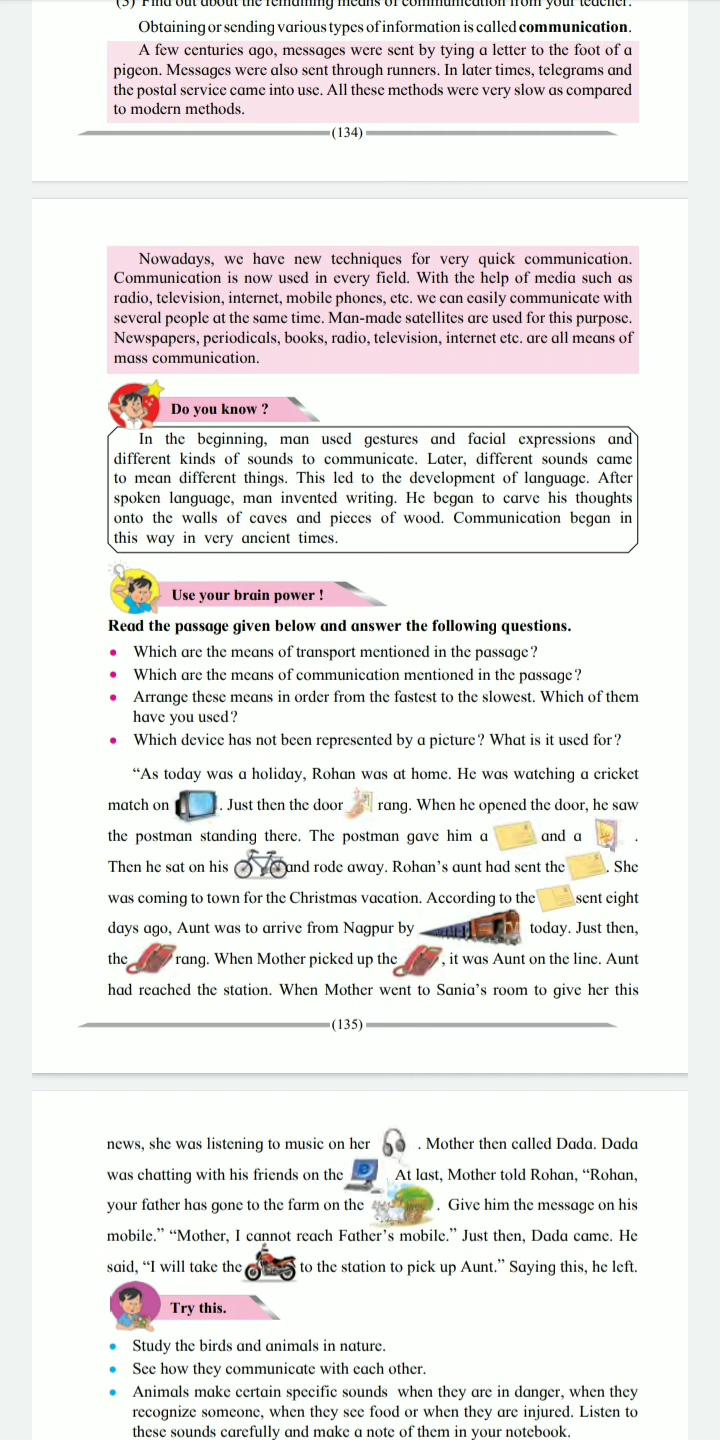 (3) Find out about the remaining means of communication from your teacher.
Obtaining or sending various types of information is called communication.
A few centuries ago, messages were sent by tying a letter to the foot of a
pigeon. Messages were also sent through runners. In later times, telegrams and
the postal service came into use. All these methods were very slow as compared
to modern methods.
(134)
Nowadays, we have new techniques for very quick communication.
Communication is now used in every field. With the help of media such as
radio, television, internet, mobile phones, etc. we can easily communicate with
several people at the same time. Man-made satellites are used for this purpose.
Newspapers, periodicals, books, radio, television, internet etc. are all means of
mass communication.
Do you know ?
In the beginning, man used gestures and facial expressions and
different kinds of sounds to communicate. Later, different sounds came
to mean different things. This led to the development of language. After
spoken language, man invented writing. He began to carve his thoughts
onto the walls of caves and pieces of wood. Communication began in
this way in very ancient times.
Use your brain power !
Read the passage given below and answer the following questions.
• Which are the means of transport mentioned in the passage?
• Which are the means of communication mentioned in the passage?
• Arrange these means in order from the fastest to the slowest. Which of them
have you used?
• Which device has not been represented by a picture? What is it used for?
“As today was a holiday, Rohan was at home. He was watching a cricket
match on . Just then the door rang. When he opened the door, he saw
the postman standing there. The postman gave him a and a .
Then he sat on his and rode away. Rohan’s aunt had sent the . She
was coming to town for the Christmas vacation. According to the sent eight
days ago, Aunt was to arrive from Nagpur by today. Just then,
the rang. When Mother picked up the , it was Aunt on the line. Aunt
had reached the station. When Mother went to Sania’s room to give her this
(135)
news, she was listening to music on her . Mother then called Dada. Dada
was chatting with his friends on the At last, Mother told Rohan, “Rohan,
your father has gone to the farm on the . Give him the message on his
mobile.” “Mother, I cannot reach Father’s mobile.” Just then, Dada came. He
said, “I will take the to the station to pick up Aunt.” Saying this, he left.
Try this.
• Study the birds and animals in nature.
• See how they communicate with each other.
• Animals make certain specific sounds when they are in danger, when they
recognize someone, when they see food or when they are injured. Listen to
these sounds carefully and make a note of them in your notebook.